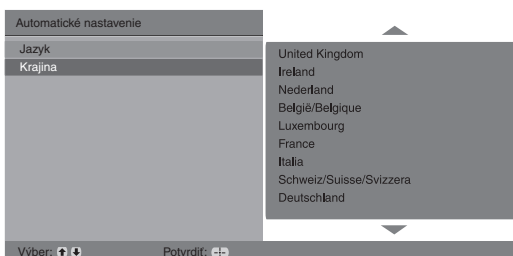 Automatické nastavenie
Jazyk
Krajina
United Kingdom
Ireland
Nederland
België/Belgique
Luxembourg
France
Italia
Schweiz/Suisse/Svizzera
Deutschland
Výber: Potvrdiť: